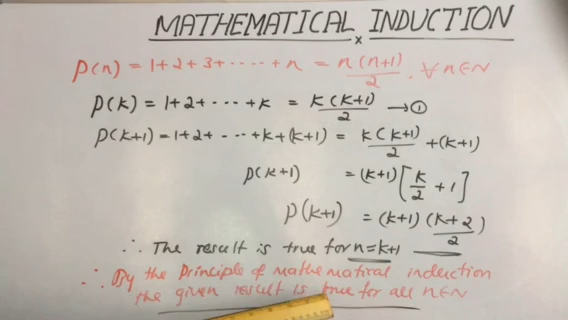 MATHEMATICAL INDUCTION
P(n) = 1+2+3+ ····· + n = n(n+1)/2 . ∀ n∈N
P(k) = 1+2+ - ··· +k = k(k+1)/2 → ①
P(k+1) = 1+2+ - ··· +k+(k+1) = k(k+1)/2 +(k+1)
P(k+1) = (k+1)[k/2 + 1]
P(k+1) = (k+1)(k+2)/2
∴ The result is true for n=k+1
∴ By the Principle of mathematical induction
the given result is true for all n∈N